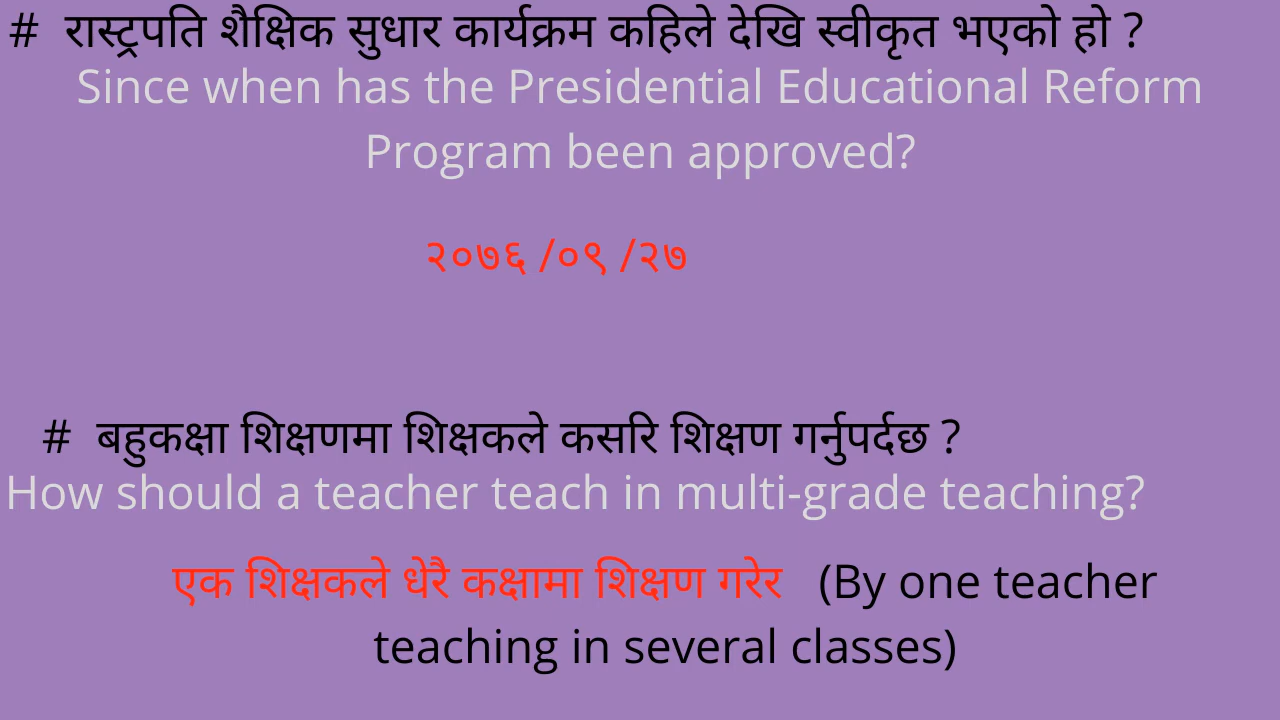 # रास्ट्रपति शैक्षिक सुधार कार्यक्रम कहिले देखि स्वीकृत भएको हो ?
Since when has the Presidential Educational Reform
Program been approved?
२०७६ /०९ /२७
# बहुकक्षा शिक्षणमा शिक्षकले कसरि शिक्षण गर्नुपर्दछ ?
How should a teacher teach in multi-grade teaching?
एक शिक्षकले धेरै कक्षामा शिक्षण गरेर (By one teacher
teaching in several classes)